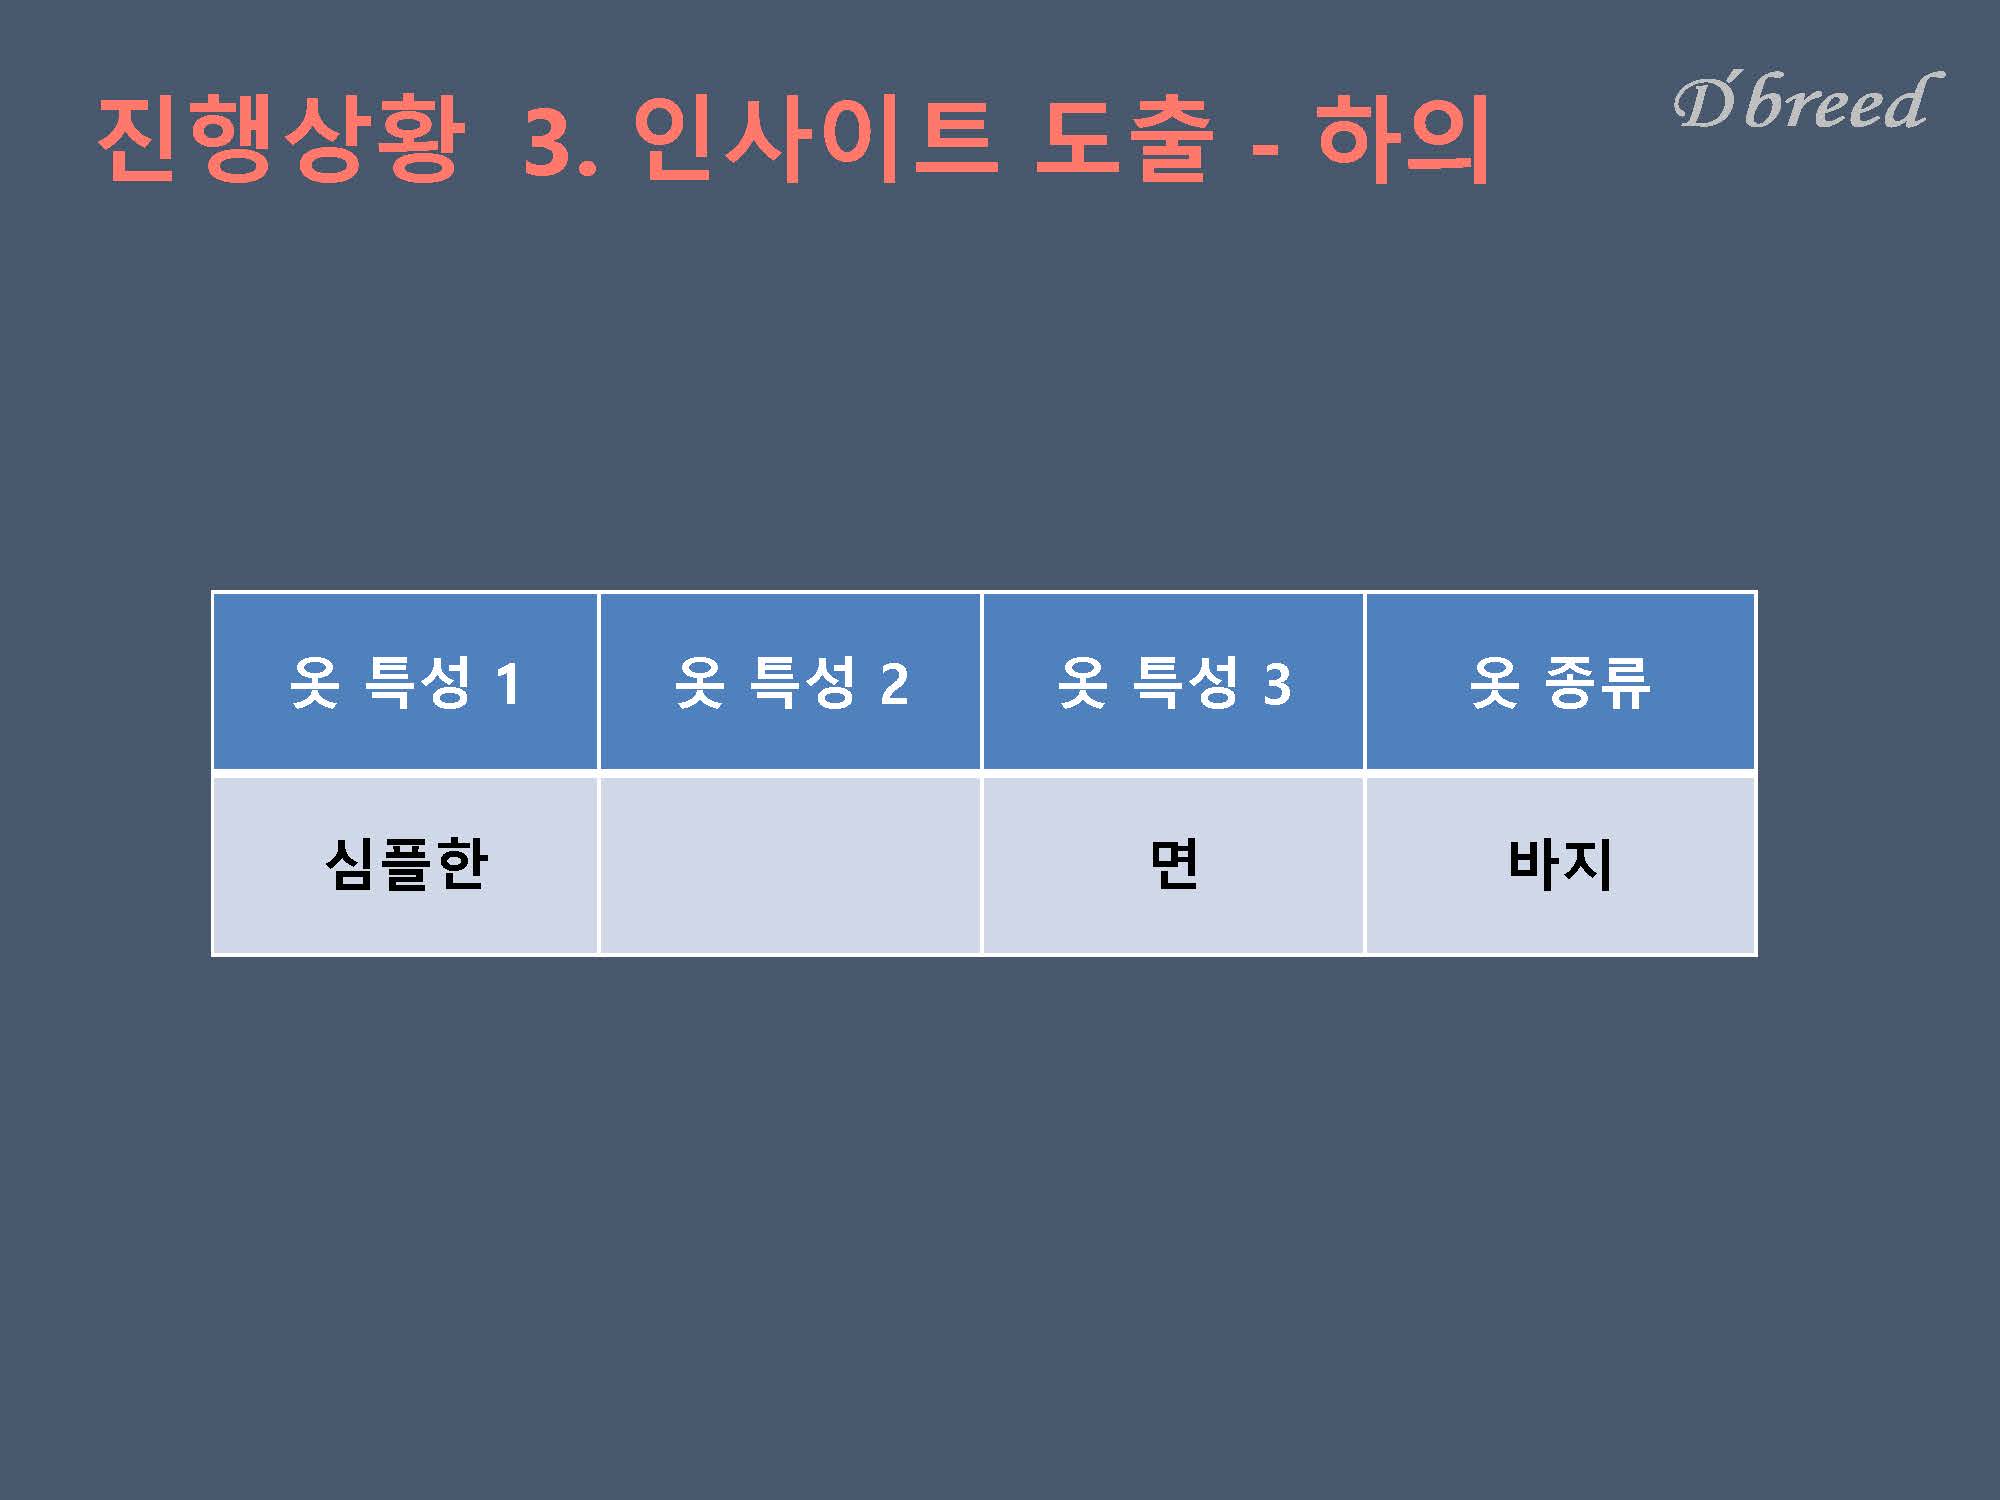 진행상황 3. 인사이트 도출 - 하의
D´breed
옷 특성 1 옷 특성 2 옷 특성 3 옷 종류
심플한 면 바지